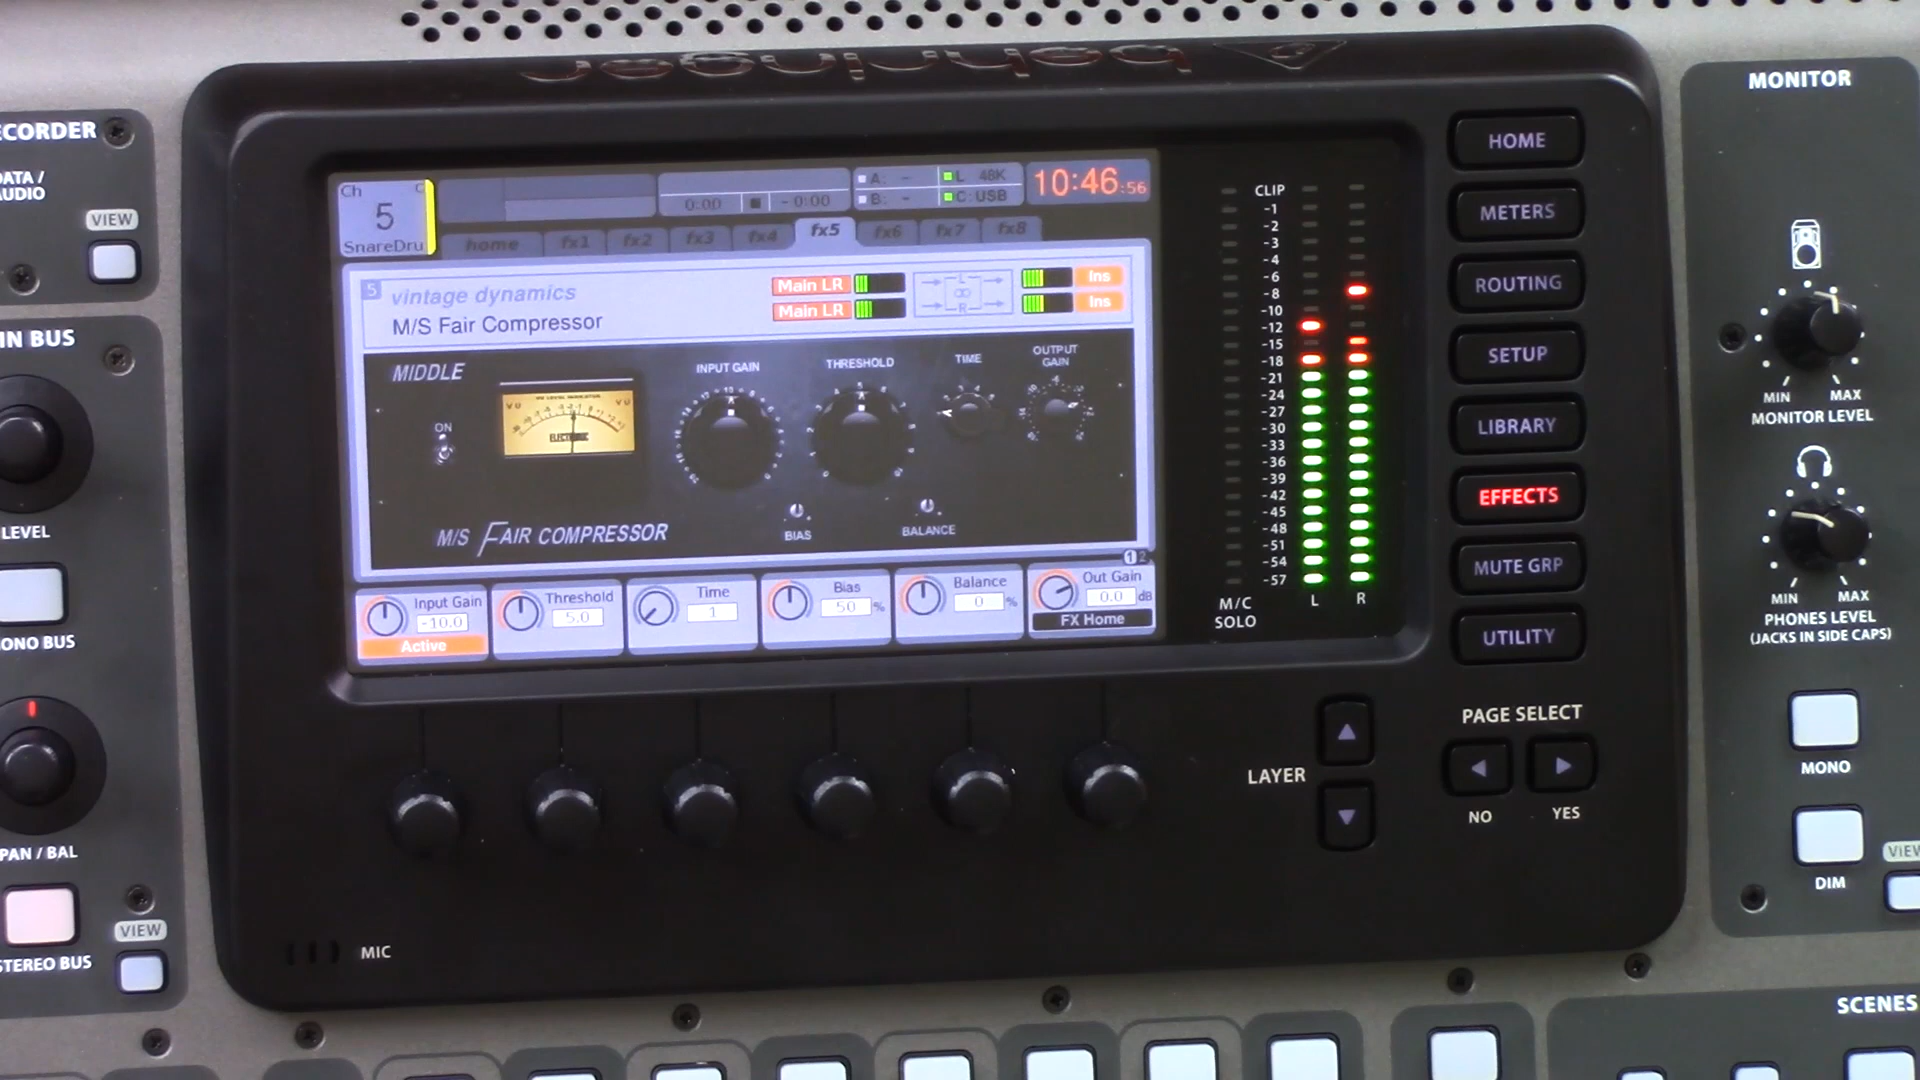 behringer
ECORDER
DATA /
AUDIO
VIEW
IN BUS
LEVEL
ONO BUS
PAN / BAL
VIEW
STEREO BUS
Ch
5
SnareDru
0:00
- 0:00
A: -
L 48K
B: -
C: USB
10:46:56
home fx1 fx2 fx3 fx4 fx5 fx6 fx7 fx8
5
vintage dynamics
M/S Fair Compressor
Main LR
Main LR
L
R
Ins
Ins
MIDDLE
ON
VU
VU
INPUT GAIN
THRESHOLD
TIME
OUTPUT
GAIN
BIAS
BALANCE
M/S FAIR COMPRESSOR
1 2
Input Gain
-10.0
Active
Threshold
5.0
Time
1
Bias
50 %
Balance
0 %
Out Gain
0.0 dB
FX Home
CLIP
-1
-2
-3
-4
-6
-8
-10
-12
-15
-18
-21
-24
-27
-30
-33
-36
-39
-42
-45
-48
-51
-54
-57
M/C
SOLO
L
R
HOME
METERS
ROUTING
SETUP
LIBRARY
EFFECTS
MUTE GRP
UTILITY
LAYER
PAGE SELECT
NO
YES
MIC
MONITOR
MIN
MAX
MONITOR LEVEL
MIN
MAX
PHONES LEVEL
(JACKS IN SIDE CAPS)
MONO
DIM
VIEW
SCENES